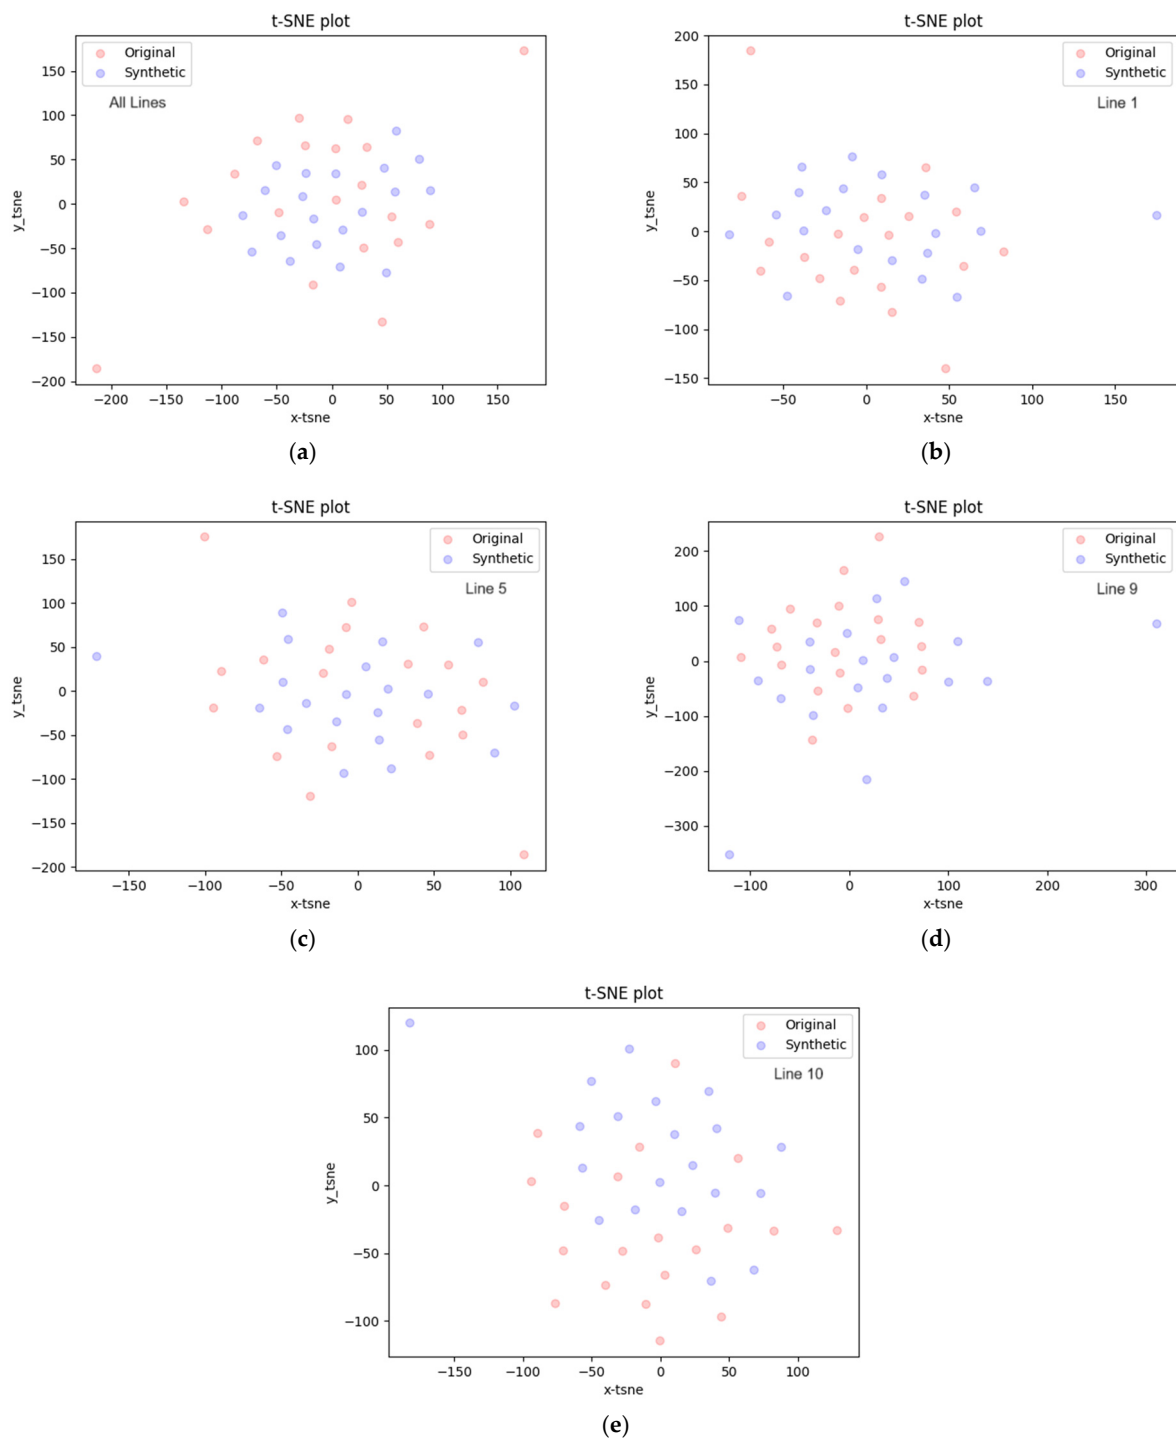 t-SNE plot
Original
Synthetic
All Lines
y_tsne
150
100
50
0
−50
−100
−150
−200
−200 −150 −100 −50 0 50 100 150
x-tsne
(a)
t-SNE plot
Original
Synthetic
Line 1
y_tsne
200
150
100
50
0
−50
−100
−150
−50 0 50 100 150
x-tsne
(b)
t-SNE plot
Original
Synthetic
Line 5
y_tsne
150
100
50
0
−50
−100
−150
−200
−150 −100 −50 0 50 100
x-tsne
(c)
t-SNE plot
Original
Synthetic
Line 9
y_tsne
200
100
0
−100
−200
−300
−100 0 100 200 300
x-tsne
(d)
t-SNE plot
Original
Synthetic
Line 10
y_tsne
100
50
0
−50
−100
−150 −100 −50 0 50 100
x-tsne
(e)